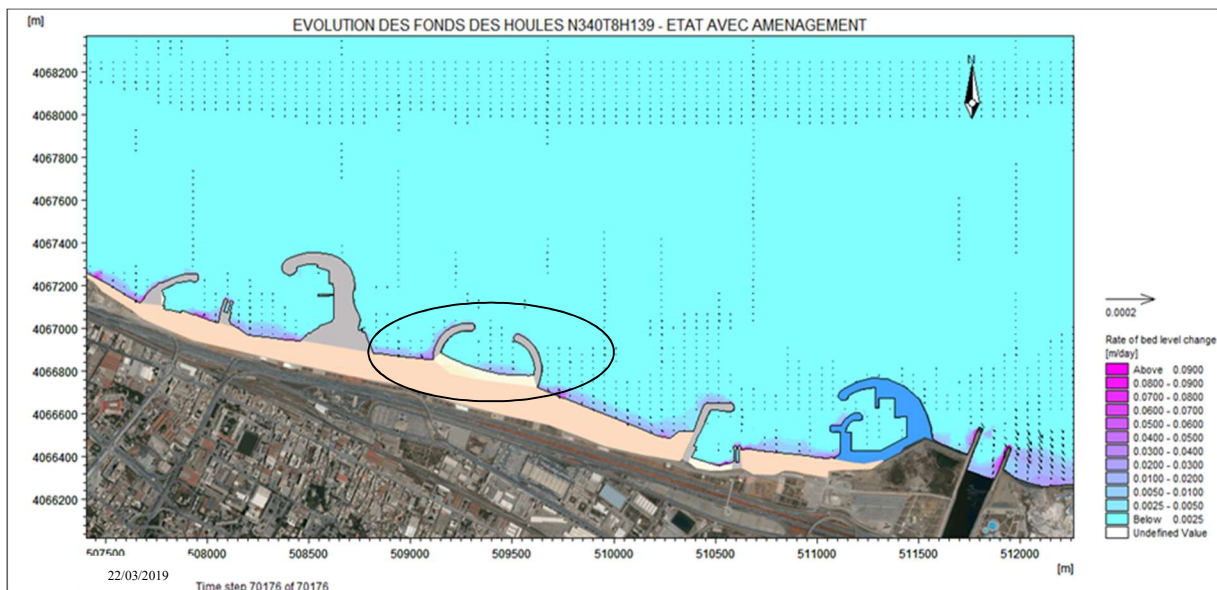 EVOLUTION DES FONDS DES HOULES N340T8H139 - ETAT AVEC AMENAGEMENT
[m]
4068200
4068000
4067800
4067600
4067400
4067200
4067000
4066800
4066600
4066400
4066200
N
507500 508000 508500 509000 509500 510000 510500 511000 511500 512000
[m]
22/03/2019
Time step 70176 of 70176
0.0002
Rate of bed level change
[m/day]
Above 0.0900
0.0800 - 0.0900
0.0700 - 0.0800
0.0600 - 0.0700
0.0500 - 0.0600
0.0400 - 0.0500
0.0300 - 0.0400
0.0200 - 0.0300
0.0100 - 0.0200
0.0050 - 0.0100
0.0025 - 0.0050
Below 0.0025
Undefined Value